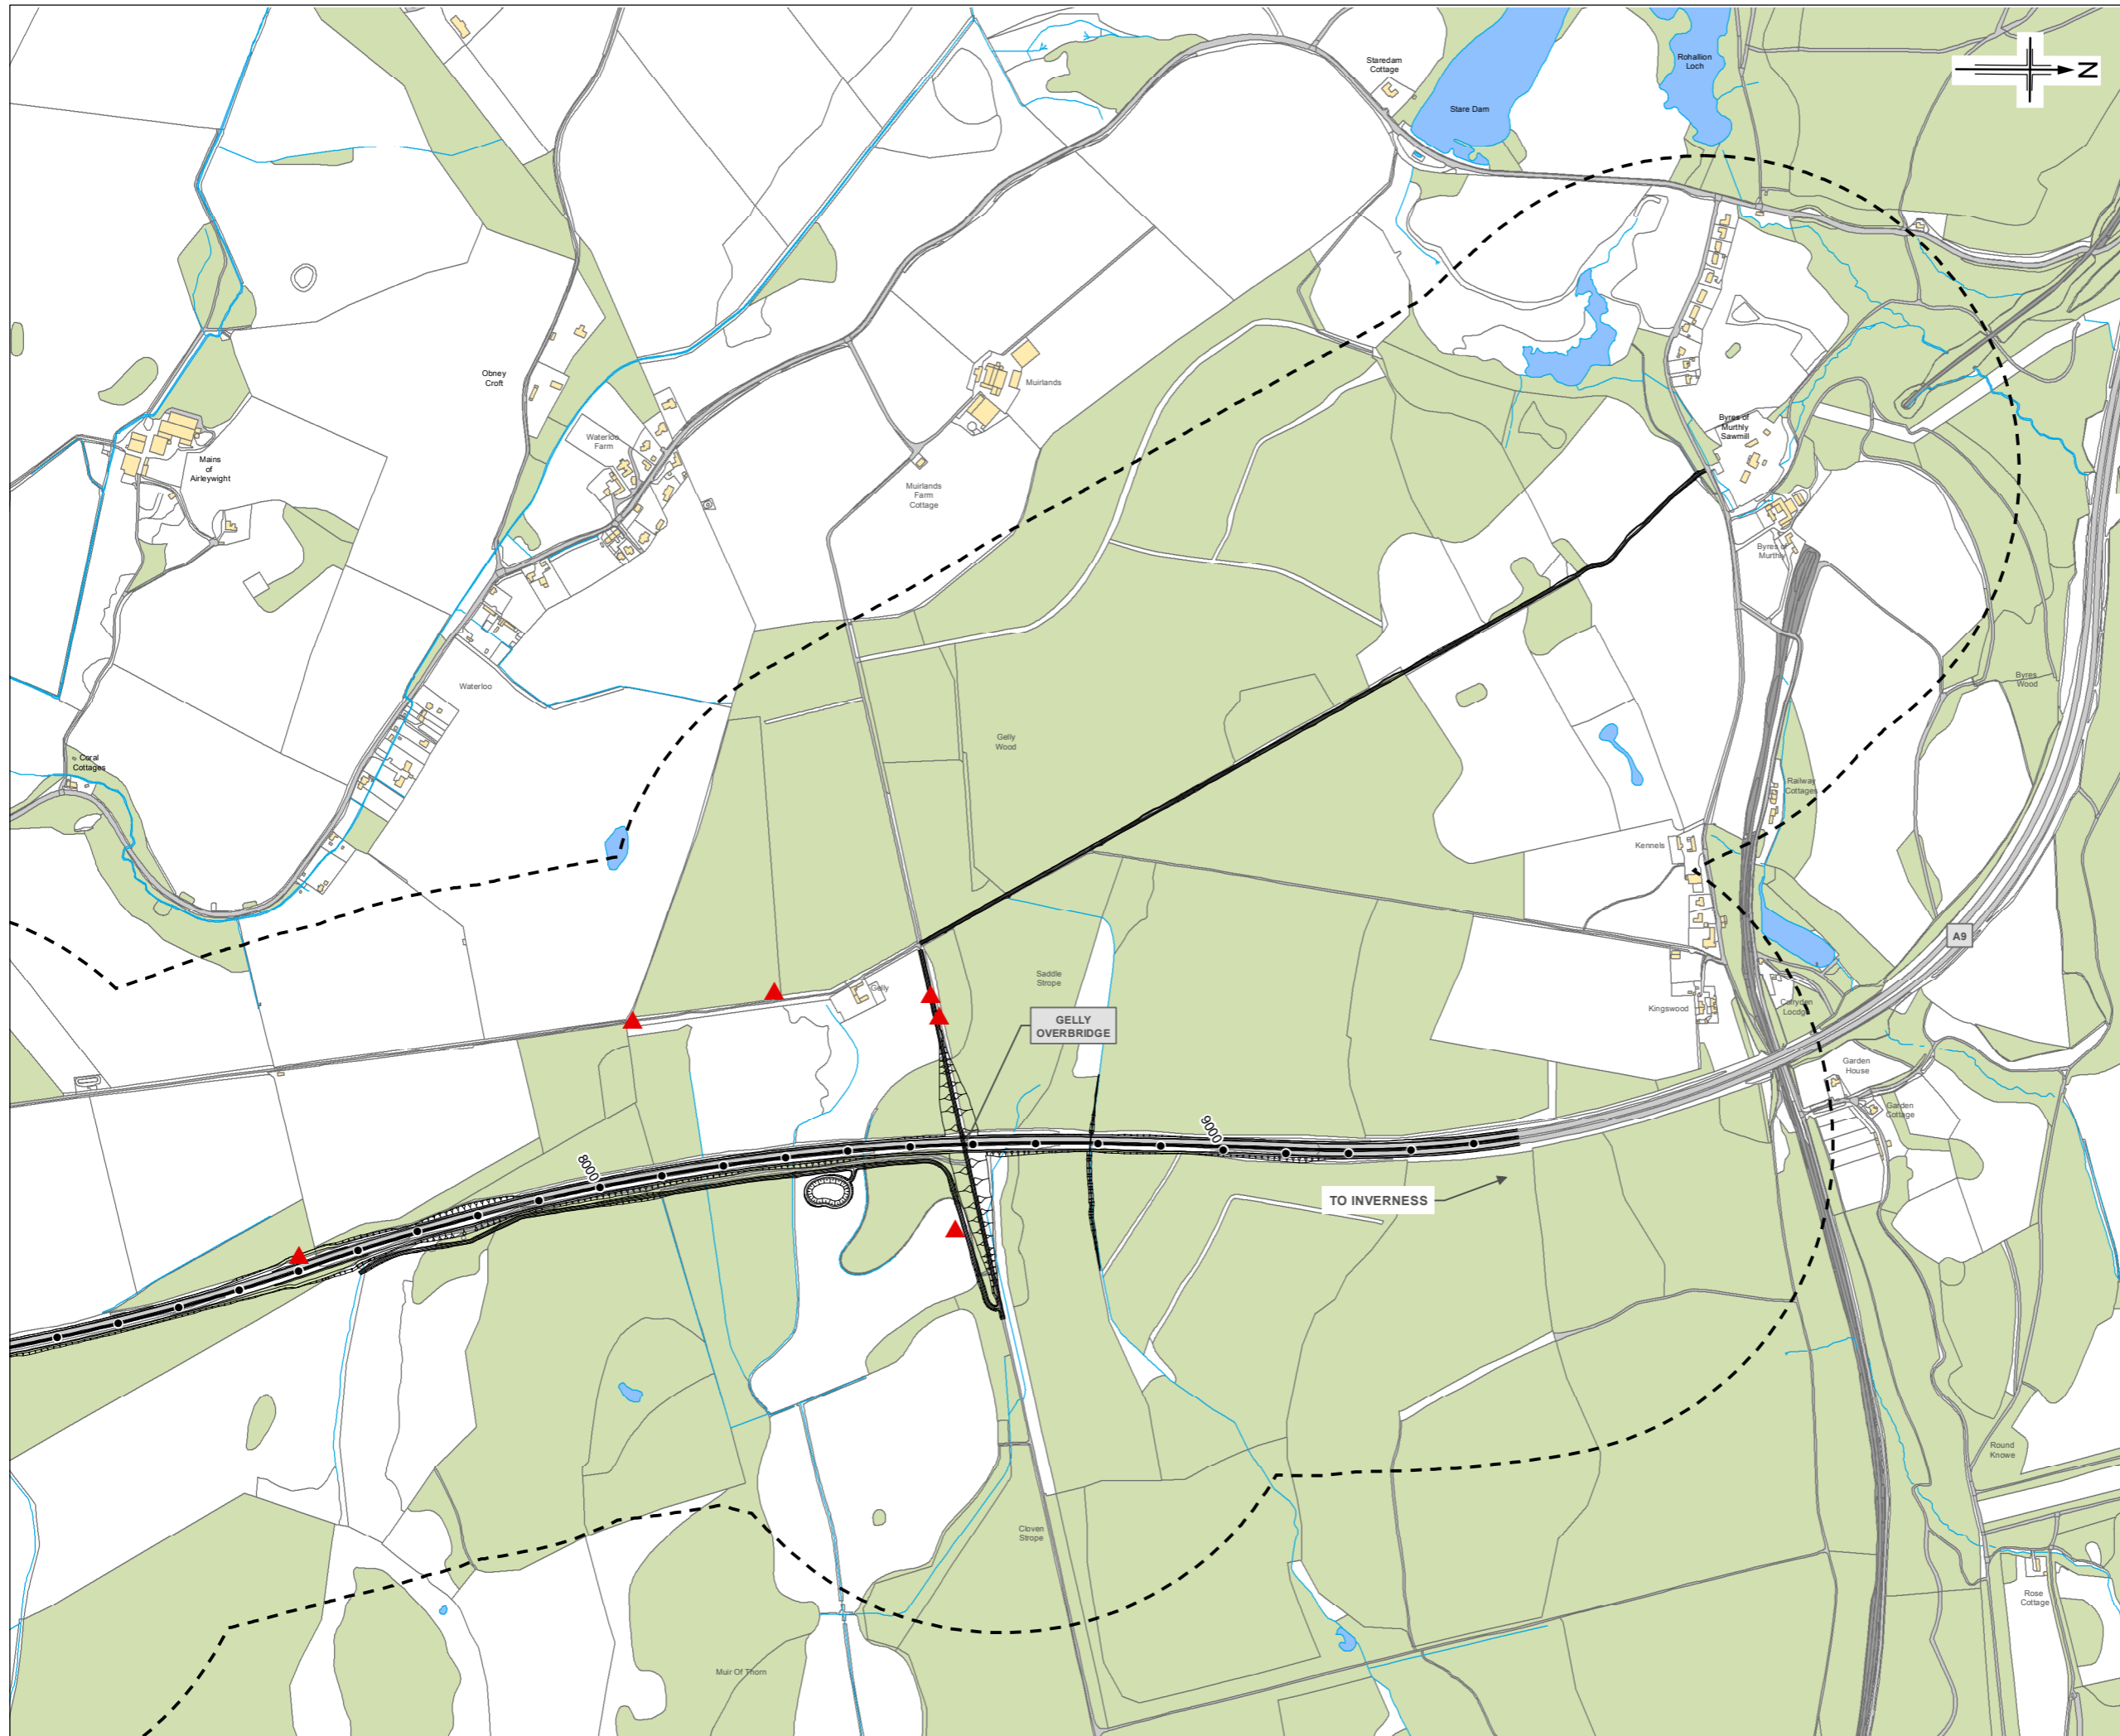 Staredam
Cottage
Rohallion
Loch
N
Stare Dam
Obney
Croft
Muirlands
Waterloo
Farm
Byres of
Murthly
Sawmill
Mains
of
Airleywight
Muirlands
Farm
Cottage
Byres of
Murthly
Waterloo
Byres
Wood
Gelly
Wood
Coral
Cottages
Railway
Cottages
Kennels
A9
Saddle
Strope
Gelly
Kingswood
GELLY
OVERBRIDGE
Garden
House
Garden
Cottage
9000
8000
TO INVERNESS
Round
Knowe
Cloven
Strope
Rose
Cottage
Muir Of Thorn